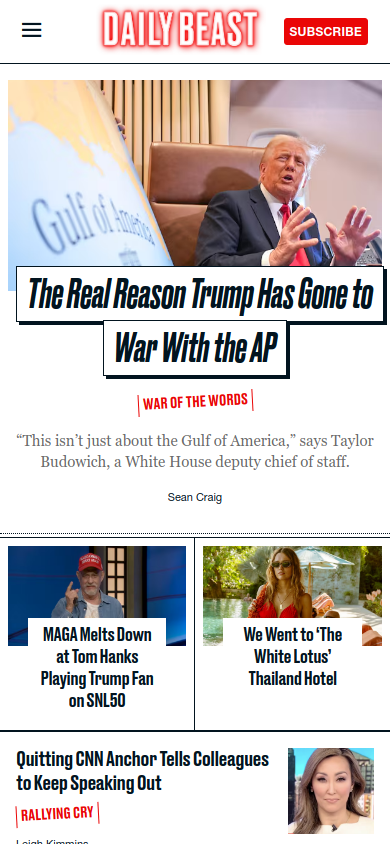 DAILY BEAST
SUBSCRIBE
Gulf of America
The Real Reason Trump Has Gone to
War With the AP
WAR OF THE WORDS
“This isn’t just about the Gulf of America,” says Taylor
Budowich, a White House deputy chief of staff.
Sean Craig
MAGA Melts Down
at Tom Hanks
Playing Trump Fan
on SNL50
We Went to ‘The
White Lotus’
Thailand Hotel
Quitting CNN Anchor Tells Colleagues
to Keep Speaking Out
RALLYING CRY
Leigh Kimmins